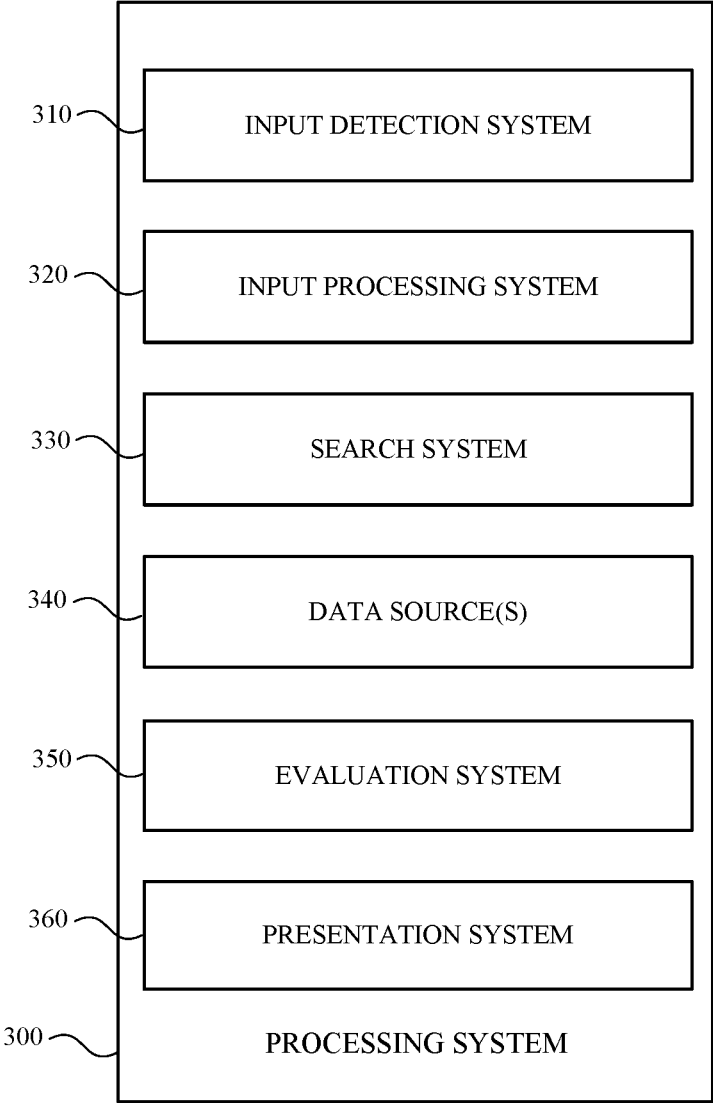 310
INPUT DETECTION SYSTEM
320
INPUT PROCESSING SYSTEM
330
SEARCH SYSTEM
340
DATA SOURCE(S)
350
EVALUATION SYSTEM
360
PRESENTATION SYSTEM
300
PROCESSING SYSTEM